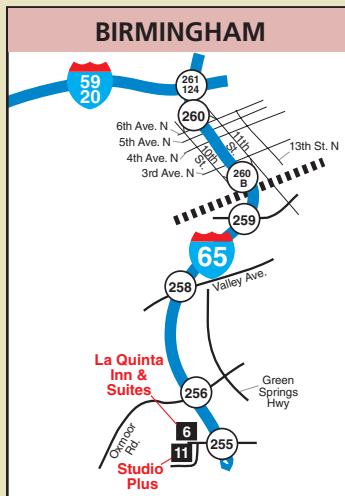 BIRMINGHAM
59
20
261
124
260
6th Ave. N
5th Ave. N
4th Ave. N
3rd Ave. N
10th
St.
11th
St.
13th St. N
260
B
259
65
258
Valley Ave.
La Quinta
Inn &
Suites
256
Green
Springs
Hwy
Oxmoor
Rd.
6
11
255
Studio
Plus